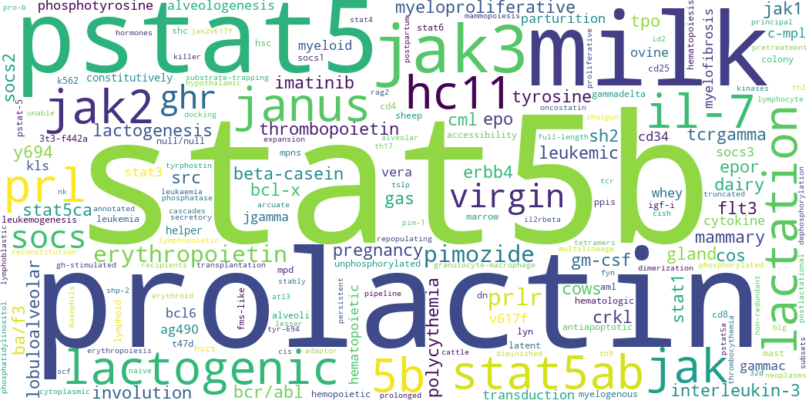 pro-b
phosphotyrosine
alveologenesis
stat4
myeloproliferative
jak1
hormones
jak2v617f
shc
stat6
mammopoiesis
parturition
id2
tpo
principal
c-mpl
pstat5
jak3
milk
socs2
hsc
killer
myeloid
socs1
postpartum
proliferative
ovine
cd25
hematopoiesis
myelofibrosis
pretreatment
colony
k562
constitutively
substrate-trapping
hypothalamic
imatinib
rag2
hc11
tyrosine
gammadelta
kinases
th2
pstat-5
unable
jak2
ghr
docking
janus
cd4
sheep
oncostatin
shotgun
il-7
lymphocyte
lactogenesis
expansion
alveolar
cml
epo
accessibility
full-length
sh2
cd34
tcrgamma
3t3-f442a
null/null
thrombopoietin
th17
y694
kls
stat3
tyrphostin
mpns
vera
erbb4
leukemic
socs3
epor
dairy
stat5b
nk
src
beta-casein
bcl-x
tslp
gas
virgin
tcr
whey
truncated
prl
leukaemia
phosphatase
arcuate
ppis
igf-i
flt3
lactation
stat5ca
annotated
cascades
secretory
jgamma
pim-1
il2rbeta
cish
cytokine
leukemogenesis
leukemia
helper
marrow
mammary
dephosphorylation
socs
lymphopoietin
repopulating
tetramers
multilineage
phosphorylated
lymphoblastic
reconstitution
erythropoietin
pregnancy
pimozide
gm-csf
gland
cos
prolactin
gh-stimulated
recipients
transplantation
mpd
unphosphorylated
granulocyte-macrophage
fyn
dimerization
shp-2
stably
cows
aml
stat1
lobuloalveolar
basophils
erythroid
at13
persistent
pipeline
dn
prlr
hematologic
non-redundant
phosphatidylinositol
ba/f3
lymphoid
bcl6
fms-like
alveoli
lesser
polycythemia
v617f
crkl
cd8
blg
posttranslational
ag490
tyr-694
hematopoietic
lyn
antiapoptotic
pstat5a
thrombocythemia
t47d
latent
erythropoiesis
hscs
cis
adaptor
cattle
diminished
th9
mast
subsets
lactogenic
5b
stat5ab
jak
gammac
scf
naive
32d
neoplasms
cytoplasmic
involution
bcr/abl
hemopoietic
prolonged
transduction
myelogenous
interleukin-3